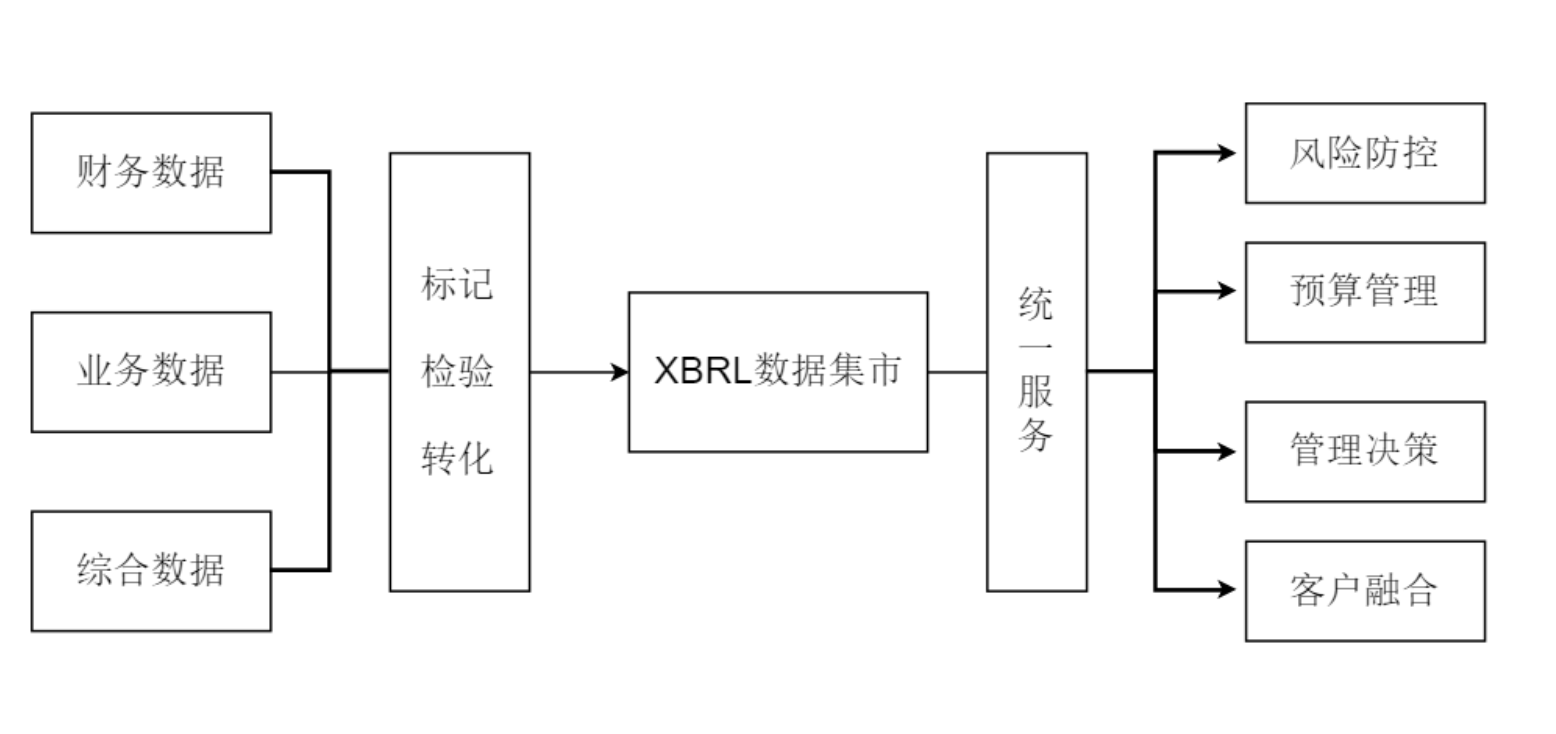 财务数据
业务数据
综合数据
标记
检验
转化
XBRL数据集市
统
一
服
务
风险防控
预算管理
管理决策
客户融合